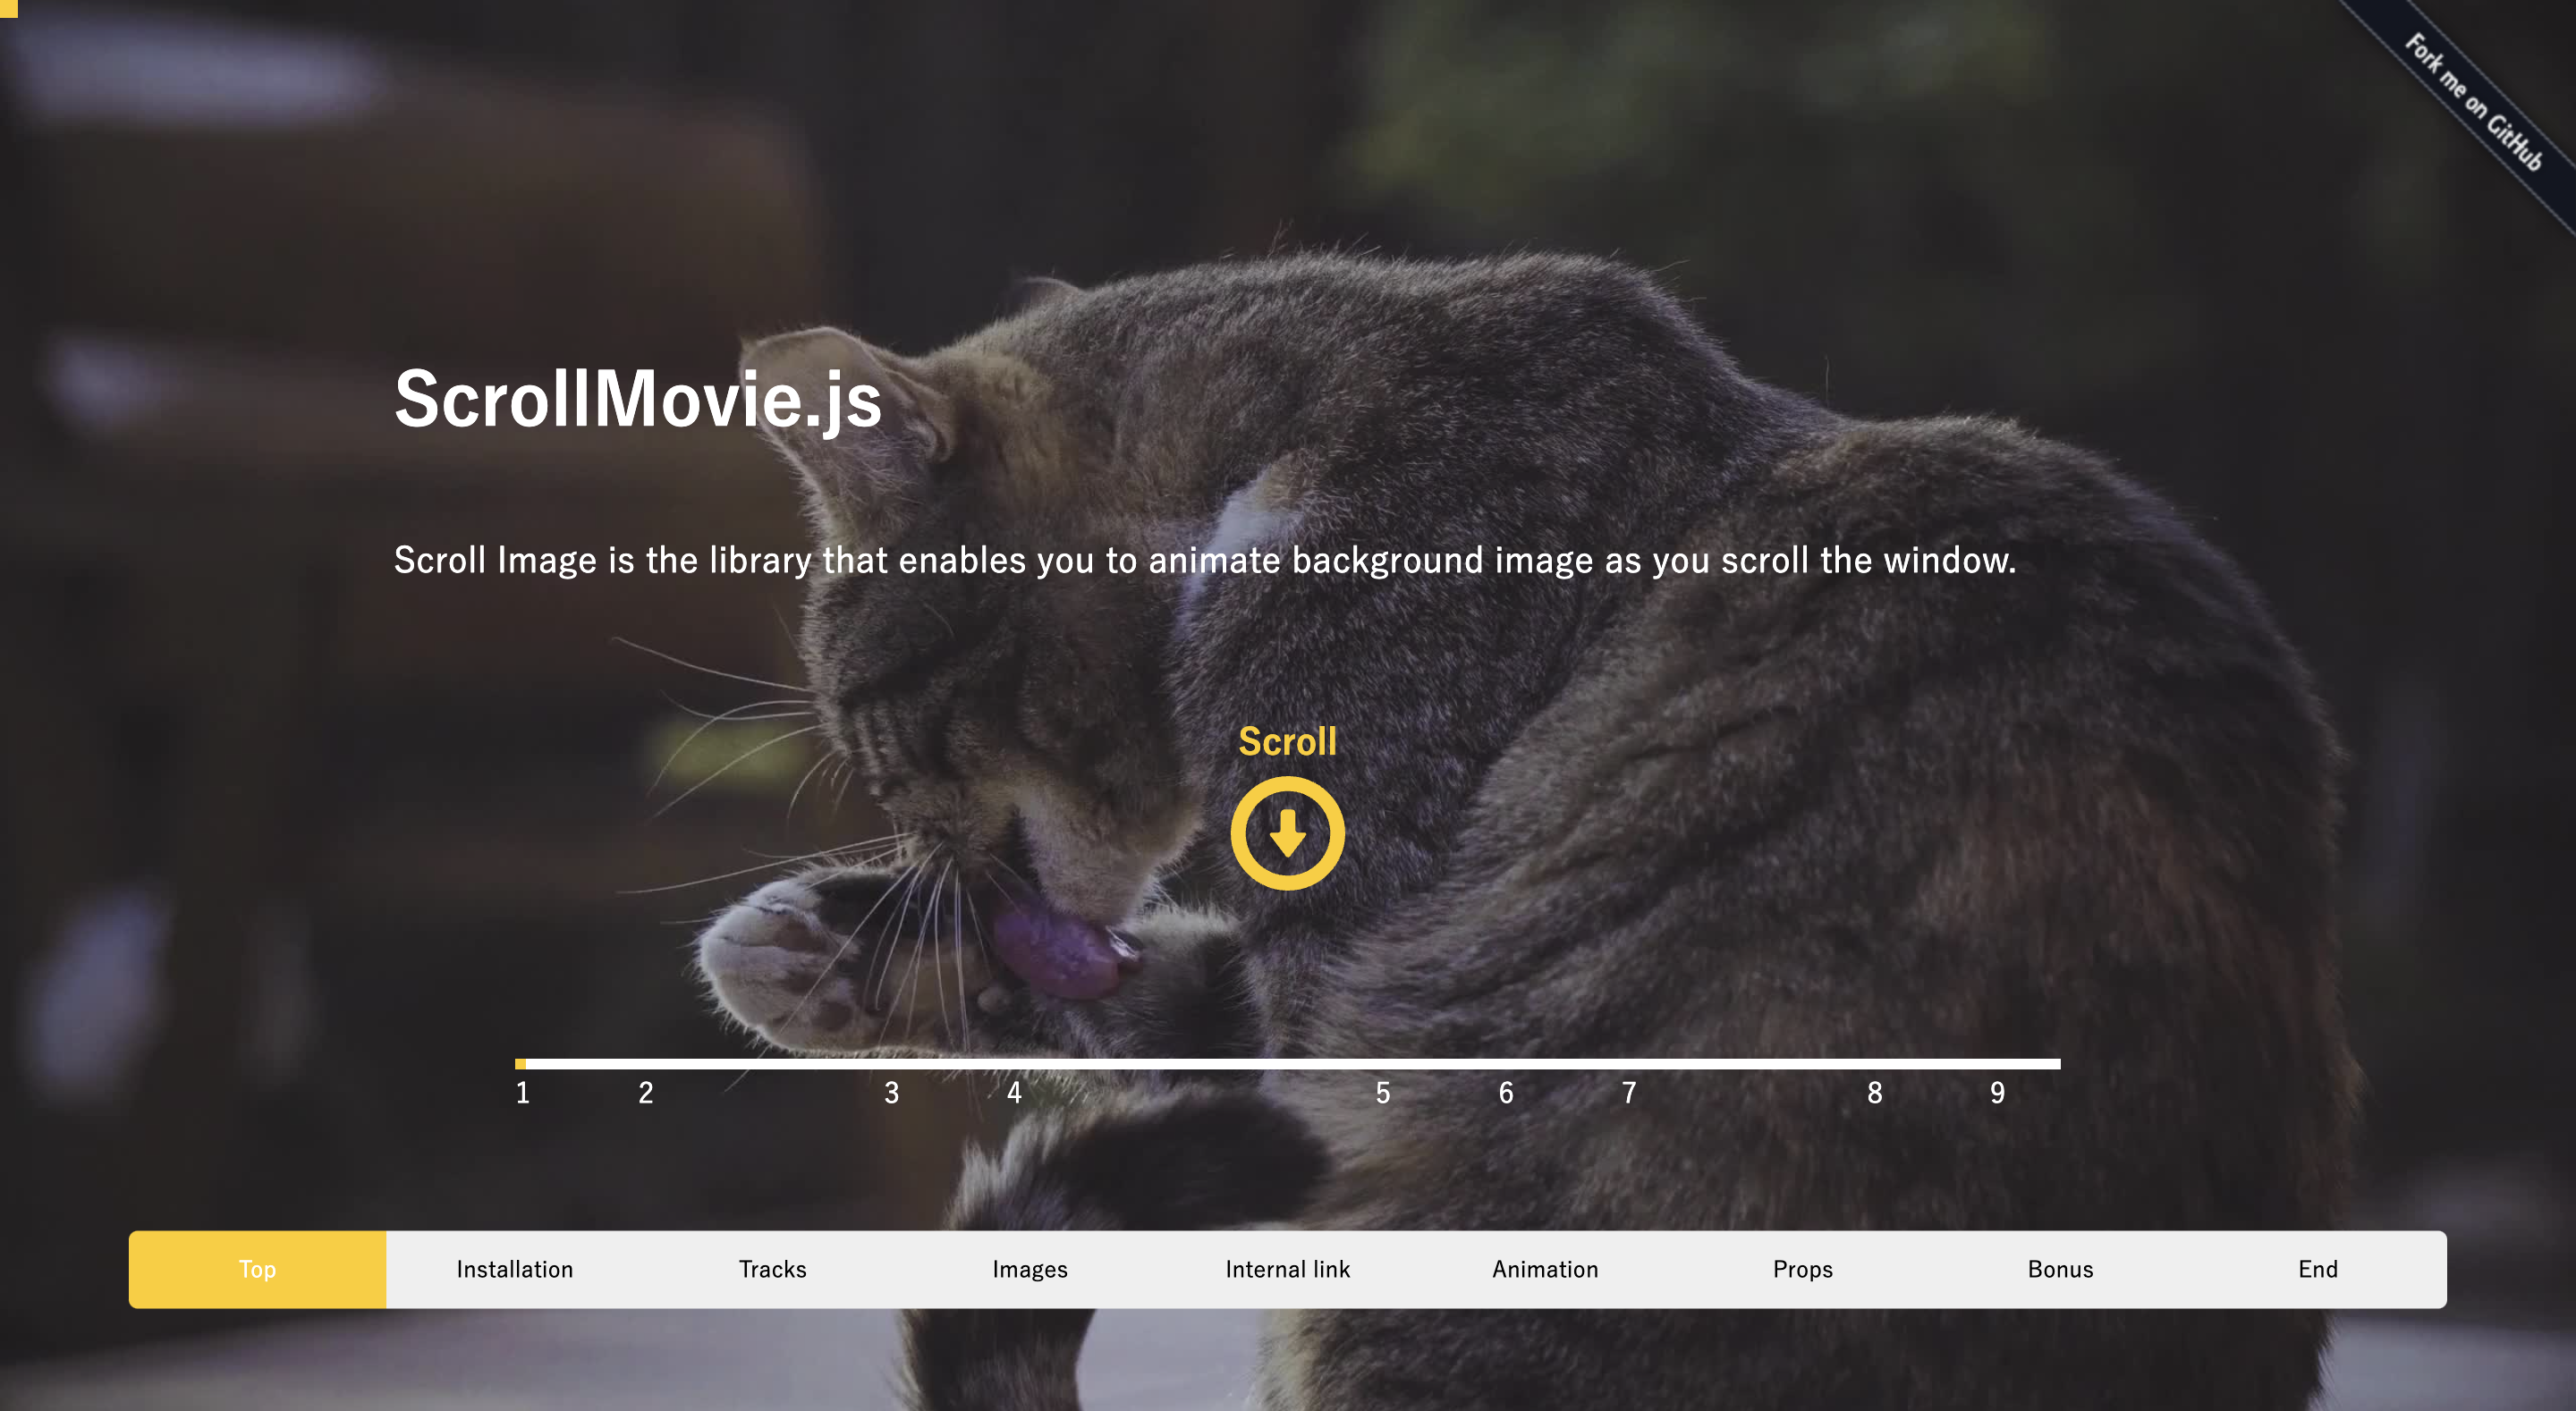 Fork me on GitHub
ScrollMovie.js
Scroll Image is the library that enables you to animate background image as you scroll the window.
Scroll
1 2 3 4 5 6 7 8 9
Top Installation Tracks Images Internal link Animation Props Bonus End